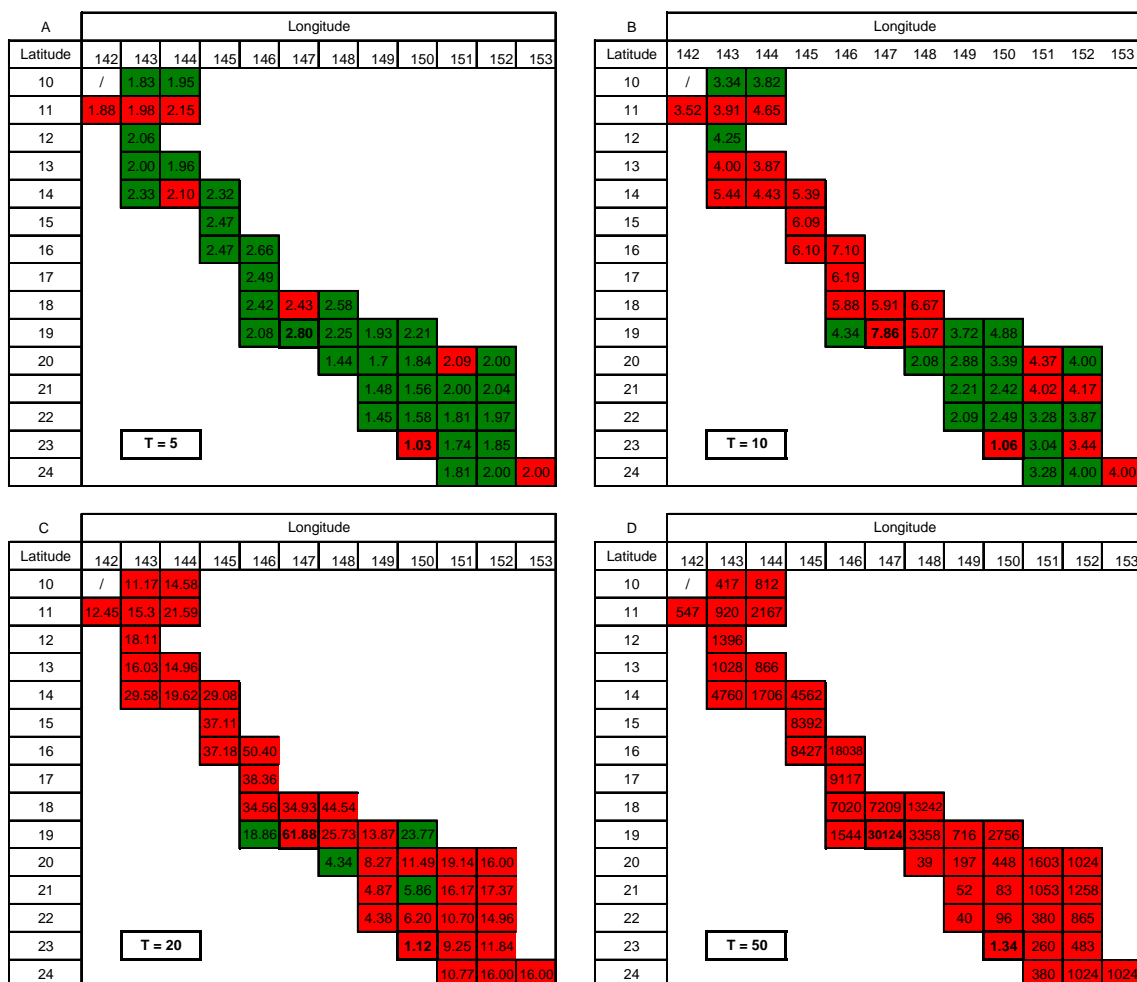 A Longitude
Latitude 142 143 144 145 146 147 148 149 150 151 152 153
10 / 1.83 1.95
11 1.88 1.98 2.15
12 2.06
13 2.00 1.96
14 2.33 2.10 2.32
15 2.47
16 2.47 2.66
17 2.49
18 2.42 2.43 2.58
19 2.08 2.80 2.25 1.93 2.21
20 1.44 1.7 1.84 2.09 2.00
21 1.48 1.56 2.00 2.04
22 1.45 1.58 1.81 1.97
23 T = 5 1.03 1.74 1.85
24 1.81 2.00 2.00
B Longitude
Latitude 142 143 144 145 146 147 148 149 150 151 152 153
10 / 3.34 3.82
11 3.52 3.91 4.65
12 4.25
13 4.00 3.87
14 5.44 4.43 5.39
15 6.09
16 6.10 7.10
17 6.19
18 5.88 5.91 6.67
19 4.34 7.86 5.07 3.72 4.88
20 2.08 2.88 3.39 4.37 4.00
21 2.21 2.42 4.02 4.17
22 2.09 2.49 3.28 3.87
23 T = 10 1.06 3.04 3.44
24 3.28 4.00 4.00
C Longitude
Latitude 142 143 144 145 146 147 148 149 150 151 152 153
10 / 11.17 14.58
11 12.45 15.3 21.59
12 18.11
13 16.03 14.96
14 29.58 19.62 29.08
15 37.11
16 37.18 50.40
17 38.36
18 34.56 34.93 44.54
19 18.86 61.88 25.73 13.87 23.77
20 4.34 8.27 11.49 19.14 16.00
21 4.87 5.86 16.17 17.37
22 4.38 6.20 10.70 14.96
23 T = 20 1.12 9.25 11.84
24 10.77 16.00 16.00
D Longitude
Latitude 142 143 144 145 146 147 148 149 150 151 152 153
10 / 417 812
11 547 920 2167
12 1396
13 1028 866
14 4760 1706 4562
15 8392
16 8427 18038
17 9117
18 7020 7209 13242
19 1544 30124 3358 716 2756
20 39 197 448 1603 1024
21 52 83 1053 1258
22 40 96 380 865
23 T = 50 1.34 260 483
24 380 1024 1024